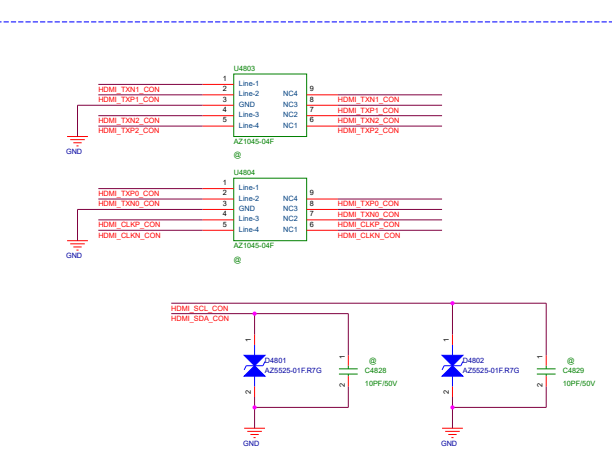 U4803
1 Line-1
HDMI_TXN1_CON 2 Line-2 NC4 9
HDMI_TXP1_CON 3 GND NC3 8 HDMI_TXN1_CON
4 Line-3 NC2 7 HDMI_TXP1_CON
HDMI_TXN2_CON 5 Line-4 NC1 6 HDMI_TXN2_CON
HDMI_TXP2_CON HDMI_TXP2_CON
AZ1045-04F
GND
@
U4804
1 Line-1
HDMI_TXP0_CON 2 Line-2 NC4 9
HDMI_TXN0_CON 3 GND NC3 8 HDMI_TXP0_CON
4 Line-3 NC2 7 HDMI_TXN0_CON
HDMI_CLKP_CON 5 Line-4 NC1 6 HDMI_CLKP_CON
HDMI_CLKN_CON HDMI_CLKN_CON
AZ1045-04F
GND
@
HDMI_SCL_CON
HDMI_SDA_CON
1 1 1 1
D4801 @ D4802 @
AZ5525-01F.R7G C4828 AZ5525-01F.R7G C4829
2 2 10PF/50V 2 2 10PF/50V
GND GND